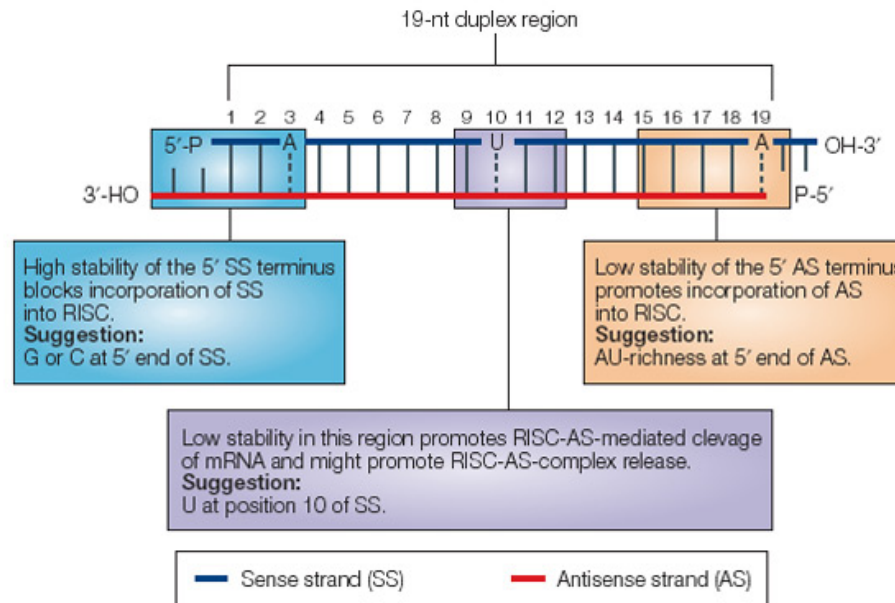 19-nt duplex region
1 2 3 4 5 6 7 8 9 10 11 12 13 14 15 16 17 18 19
5′-P A U A OH-3′
3′-HO P-5′
High stability of the 5′ SS terminus
blocks incorporation of SS
into RISC.
Suggestion:
G or C at 5′ end of SS.
Low stability of the 5′ AS terminus
promotes incorporation of AS
into RISC.
Suggestion:
AU-richness at 5′ end of AS.
Low stability in this region promotes RISC-AS-mediated clevage
of mRNA and might promote RISC-AS-complex release.
Suggestion:
U at position 10 of SS.
Sense strand (SS) Antisense strand (AS)